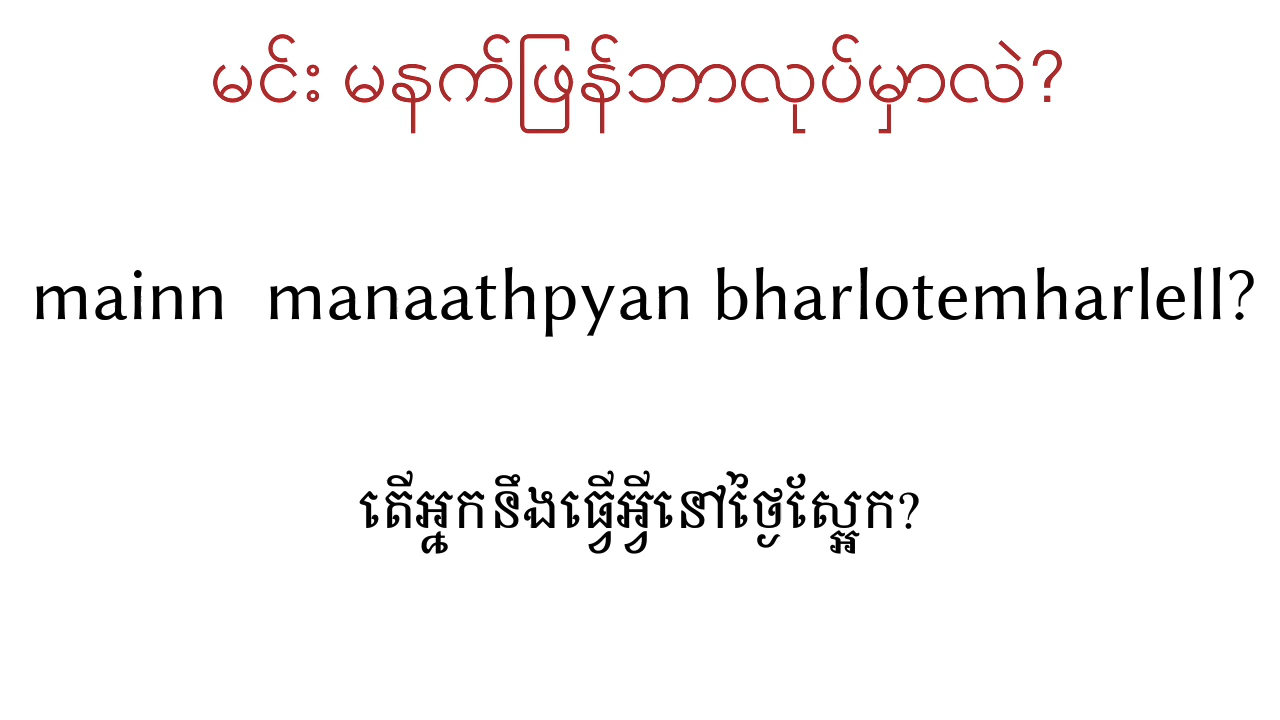 မင်း မနက်ဖြန်ဘာလုပ်မှာလဲ?
mainn manaathpyan bharlotemharlell?
តើអ្នកនឹងធ្វើអ្វីនៅថ្ងៃស្អែក?